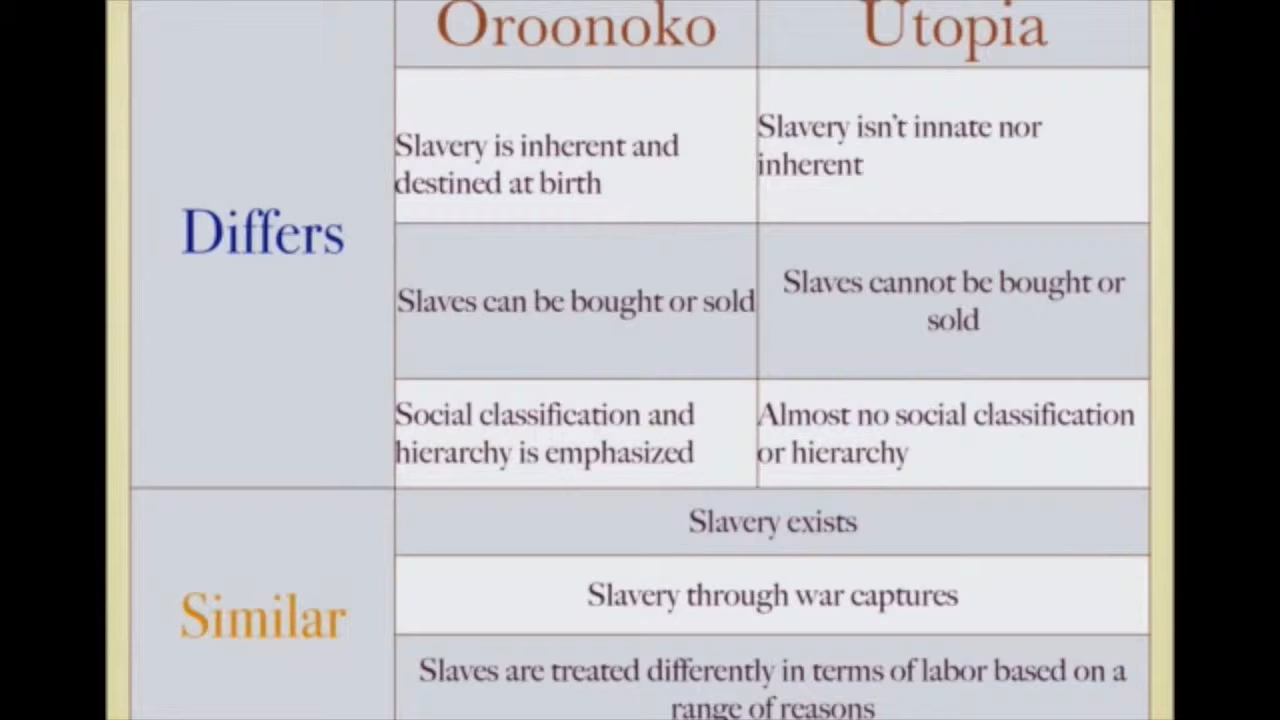 Oroonoko
Utopia
Differs
Slavery is inherent and
destined at birth
Slavery isn't innate nor
inherent
Slaves can be bought or sold
Slaves cannot be bought or
sold
Social classification and
hierarchy is emphasized
Almost no social classification
or hierarchy
Similar
Slavery exists
Slavery through war captures
Slaves are treated differently in terms of labor based on a
range of reasons